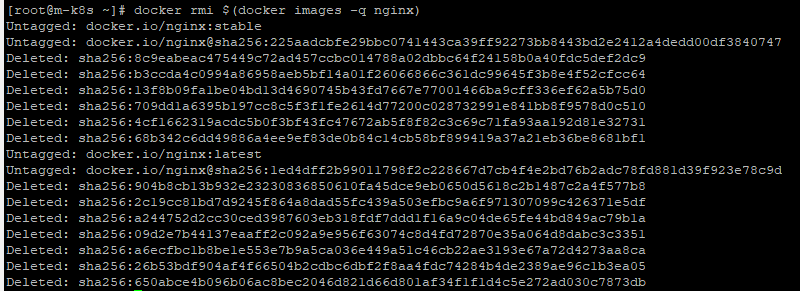 [root@m-k8s ~]# docker rmi $(docker images -q nginx)
Untagged: docker.io/nginx:stable
Untagged: docker.io/nginx@sha256:225aadcbfe29bbc0741443ca39ff92273bb8443bd2e2412a4dedd00df3840747
Deleted: sha256:8c9eabeac475449c72ad457ccbc014788a02dbbc64f24158b0a40fdc5def2dc9
Deleted: sha256:b3ccda4c0994a86958aeb5bf14a01f26066866c361dc99645f3b8e4f52cfcc64
Deleted: sha256:13f8b09fa1be04bd13d4690745b43fd7667e77001466ba9cff336ef62a5b75d0
Deleted: sha256:709dd1a6395b197cc8c5f3f1fe2614d77200c028732991e841bb8f9578d0c510
Deleted: sha256:4cf1662319acdc5b0f3bf43fc47672ab5f8f82c3c69c71fa93aa192d81e32731
Deleted: sha256:68b342c6dd49886a4ee9ef83de0b84c14cb58bf899419a37a21eb36be8681bf1
Untagged: docker.io/nginx:latest
Untagged: docker.io/nginx@sha256:1ed4dff2b99011798f2c228667d7cb4f4e2bd76b2adc78fd881d39f923e78c9d
Deleted: sha256:904b8cb13b932e23230836850610fa45dce9eb0650d5618c2b1487c2a4f577b8
Deleted: sha256:2c19cc81bd7d9245f864a8dad55fc439a503efbc9a6f971307099c426371e5df
Deleted: sha256:a244752d2cc30ced3987603eb318fdf7ddd1f16a9c04de65fe44bd849ac79b1a
Deleted: sha256:09d2e7b44137eaaff2c092a9e956f63074c8d4fd72870e35a064d8dabc3c3351
Deleted: sha256:a6ecfbc1b8be1e553e7b9a5ca036e449a51c46cb22ae3193e67a72d4273aa8ca
Deleted: sha256:26b53bdf904af4f66504b2cdbc6dbf2f8aa4fdc74284b4de2389ae96c1b3ea05
Deleted: sha256:650abce4b096b06ac8bec2046d821d66d801af34f1f1d4c5e272ad030c7873db